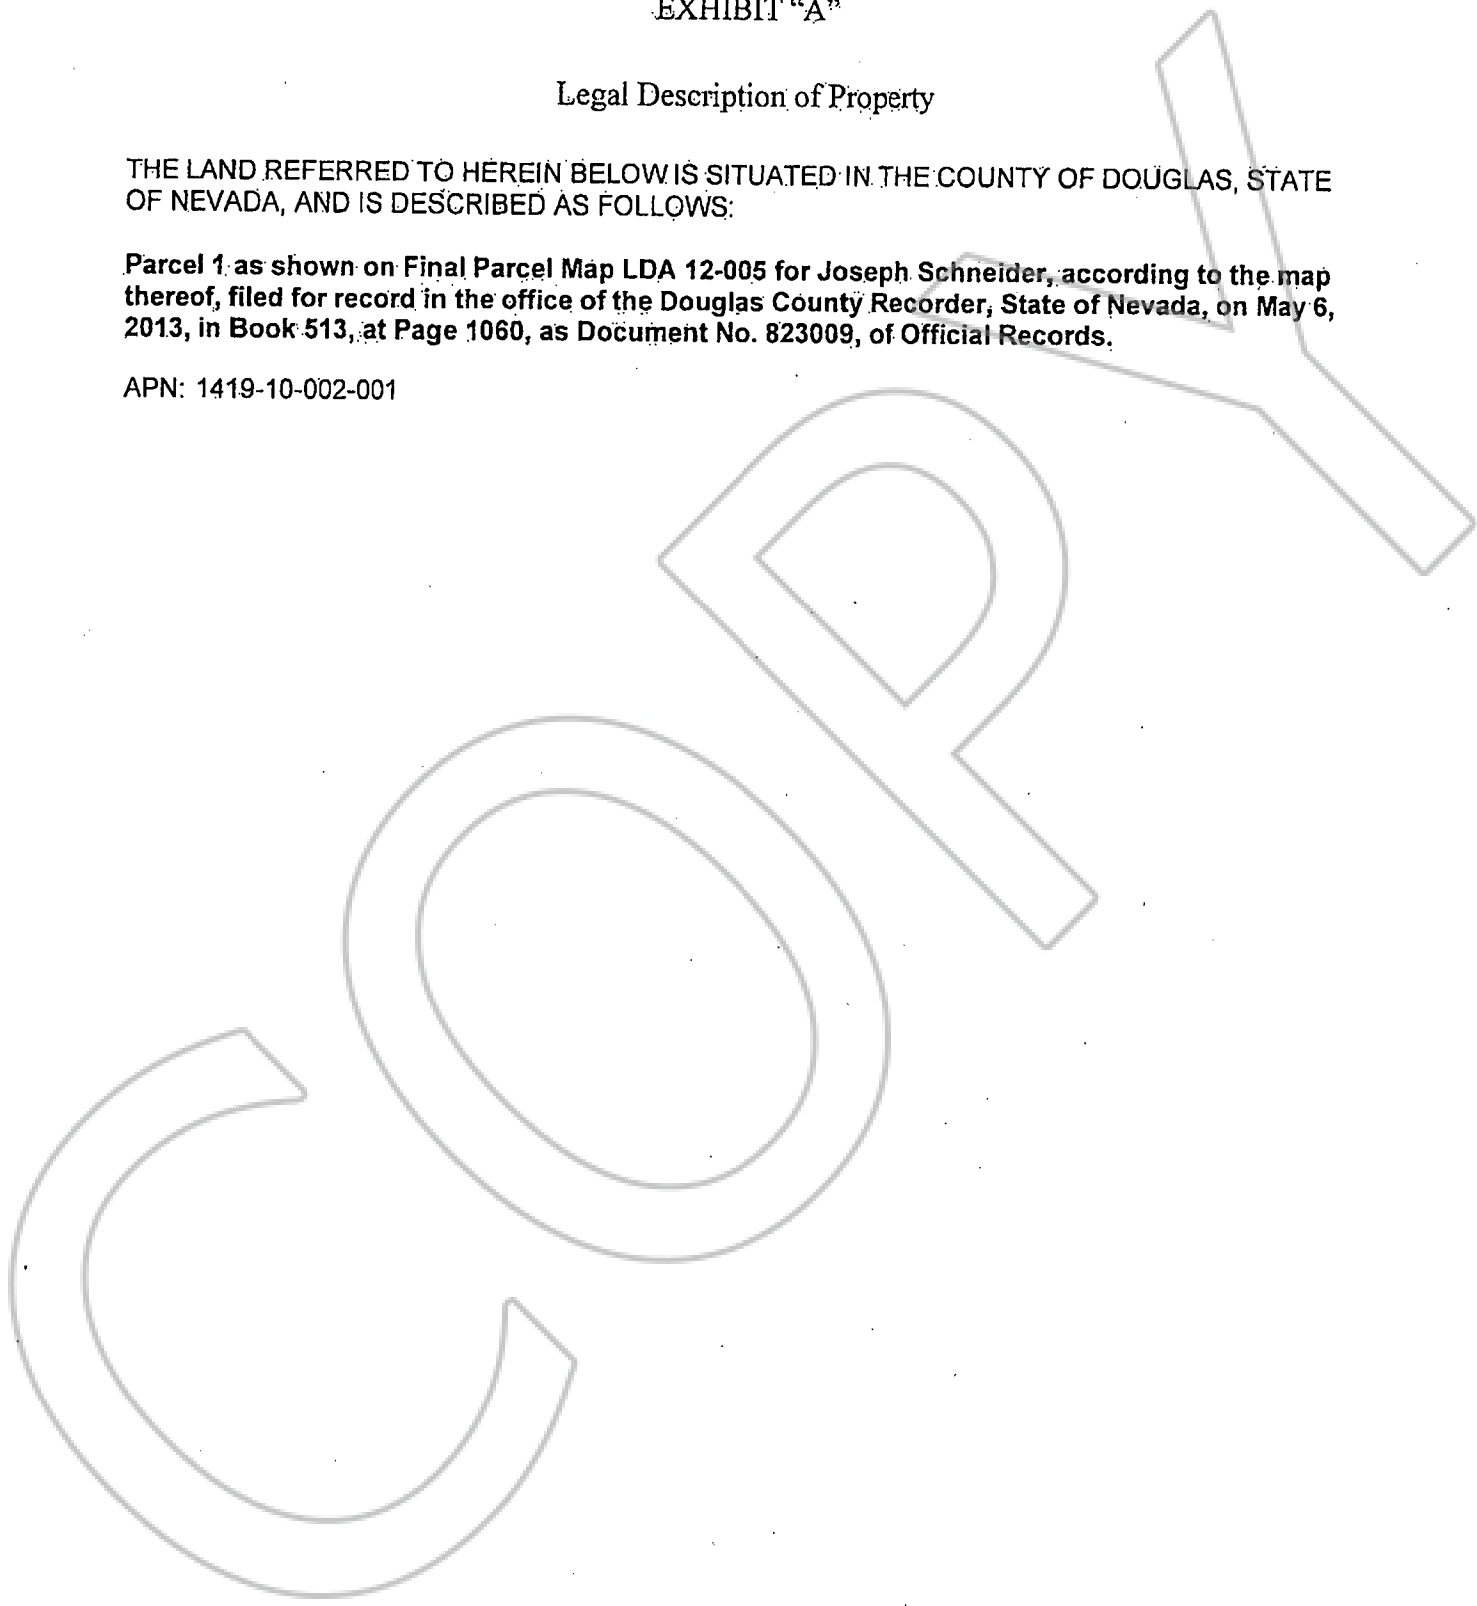 EXHIBIT “A”
Legal Description of Property
THE LAND REFERRED TO HEREIN BELOW IS SITUATED IN THE COUNTY OF DOUGLAS, STATE
OF NEVADA, AND IS DESCRIBED AS FOLLOWS:
Parcel 1 as shown on Final Parcel Map LDA 12-005 for Joseph Schneider, according to the map
thereof, filed for record in the office of the Douglas County Recorder, State of Nevada, on May 6,
2013, in Book 513, at Page 1060, as Document No. 823009, of Official Records.
APN: 1419-10-002-001
COPY